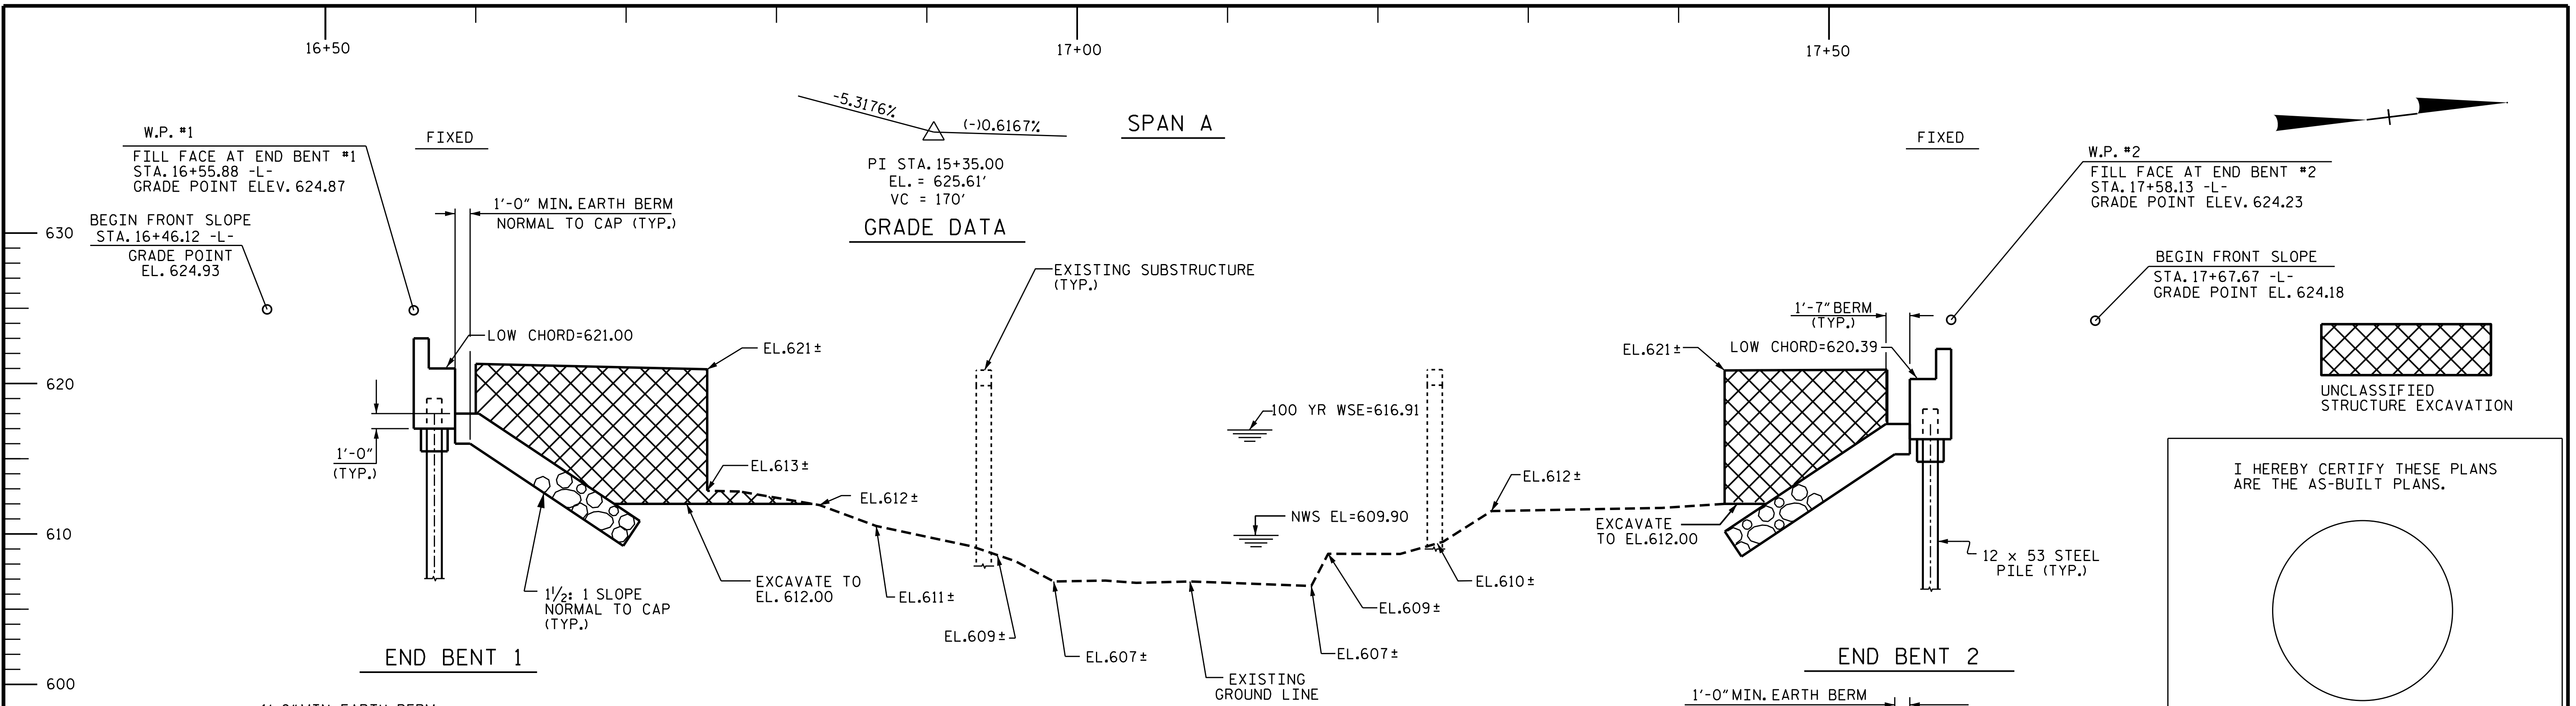 16+50
17+00
17+50
-5.3176%
(-)0.6167%
PI STA. 15+35.00
EL. = 625.61'
VC = 170'
GRADE DATA
SPAN A
W.P. #1
FILL FACE AT END BENT #1
STA. 16+55.88 -L-
GRADE POINT ELEV. 624.87
FIXED
FIXED
W.P. #2
FILL FACE AT END BENT #2
STA. 17+58.13 -L-
GRADE POINT ELEV. 624.23
BEGIN FRONT SLOPE
STA. 16+46.12 -L-
GRADE POINT
EL. 624.93
1'-0" MIN. EARTH BERM
NORMAL TO CAP (TYP.)
EXISTING SUBSTRUCTURE
(TYP.)
BEGIN FRONT SLOPE
STA. 17+67.67 -L-
GRADE POINT EL. 624.18
630
620
610
600
LOW CHORD=621.00
EL.621±
1'-7" BERM
(TYP.)
EL.621±
LOW CHORD=620.39
UNCLASSIFIED
STRUCTURE EXCAVATION
100 YR WSE=616.91
1'-0"
(TYP.)
EL.613±
EL.612±
EL.612±
NWS EL=609.90
EXCAVATE
TO EL.612.00
I HEREBY CERTIFY THESE PLANS
ARE THE AS-BUILT PLANS.
12 x 53 STEEL
PILE (TYP.)
1½: 1 SLOPE
NORMAL TO CAP
(TYP.)
EXCAVATE TO
EL. 612.00
EL.611±
EL.609±
EL.607±
EXISTING
GROUND LINE
EL.607±
EL.609±
EL.610±
END BENT 1
END BENT 2
1'-0" MIN. EARTH BERM
1'-0" MIN. EARTH BERM